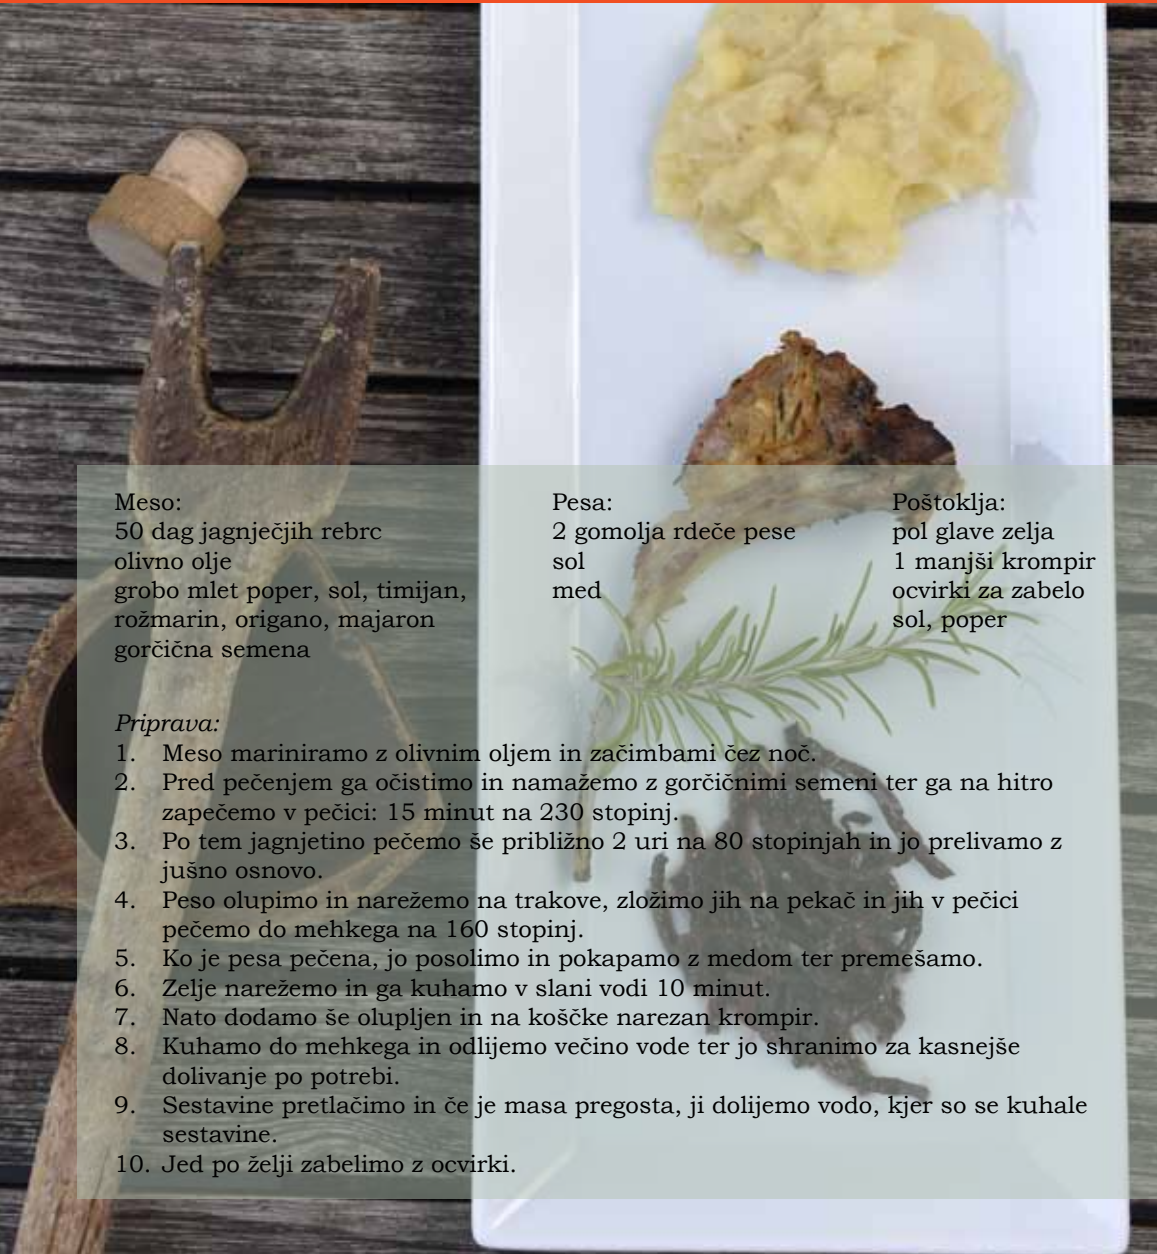 Meso:
50 dag jagnječjih rebrc
olivno olje
grobo mlet poper, sol, timijan,
rožmarin, origano, majaron
gorčična semena
Pesa:
2 gomolja rdeče pese
sol
med
Poštoklja:
pol glave zelja
1 manjši krompir
ocvirki za zabelo
sol, poper
Priprava:
1. Meso mariniramo z olivnim oljem in začimbami čez noč.
2. Pred pečenjem ga očistimo in namažemo z gorčičnimi semeni ter ga na hitro
zapečemo v pečici: 15 minut na 230 stopinj.
3. Po tem jagnjetino pečemo še približno 2 uri na 80 stopinjah in jo prelivamo z
jušno osnovo.
4. Peso olupimo in narežemo na trakove, zložimo jih na pekač in jih v pečici
pečemo do mehkega na 160 stopinj.
5. Ko je pesa pečena, jo posolimo in pokapamo z medom ter premešamo.
6. Zelje narežemo in ga kuhamo v slani vodi 10 minut.
7. Nato dodamo še olupljen in na koščke narezan krompir.
8. Kuhamo do mehkega in odlijemo večino vode ter jo shranimo za kasnejše
dolivanje po potrebi.
9. Sestavine pretlačimo in če je masa pregosta, ji dolijemo vodo, kjer so se kuhale
sestavine.
10. Jed po želji zabelimo z ocvirki.